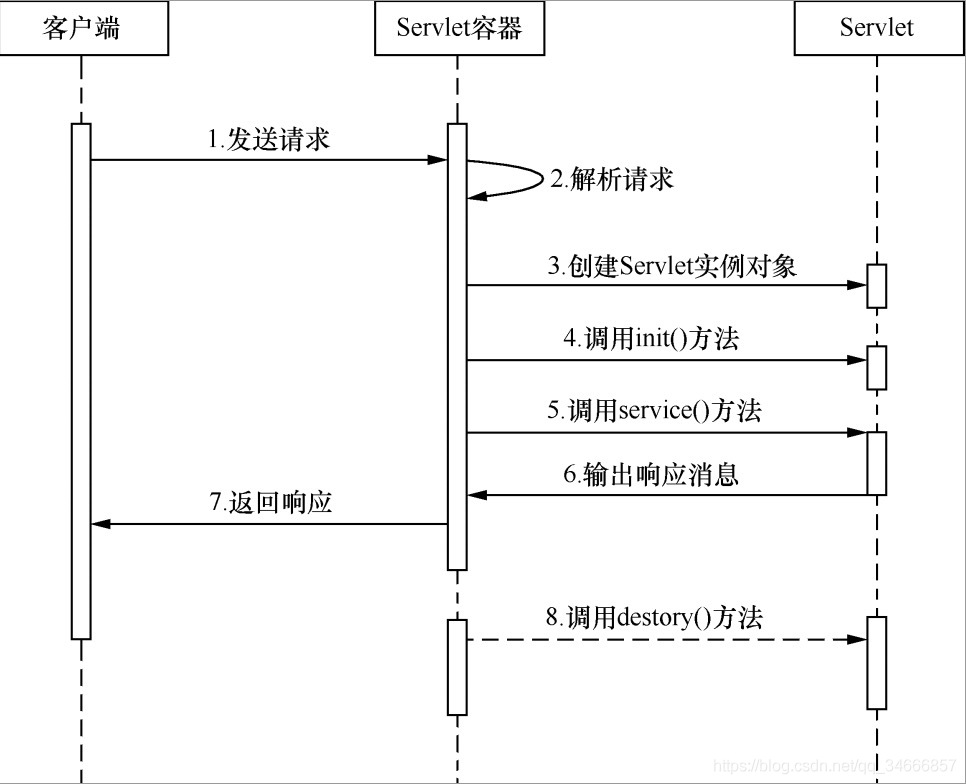 客户端
Servlet容器
Servlet
1.发送请求
2.解析请求
3.创建Servlet实例对象
4.调用init()方法
5.调用service()方法
6.输出响应消息
7.返回响应
8.调用destory()方法
https://blog.csdn.net/qq_34666857